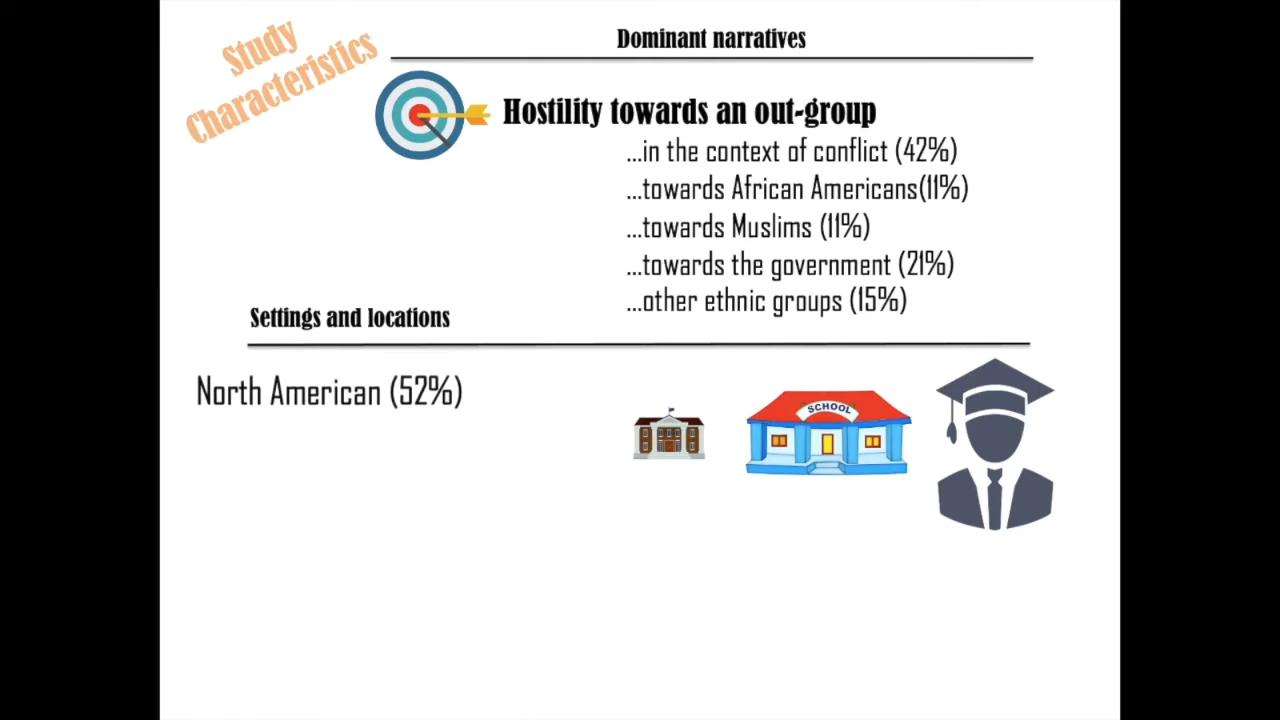 Study
Characteristics
Dominant narratives
Hostility towards an out-group
...in the context of conflict (42%)
...towards African Americans(11%)
...towards Muslims (11%)
...towards the government (21%)
...other ethnic groups (15%)
Settings and locations
North American (52%)
SCHOOL